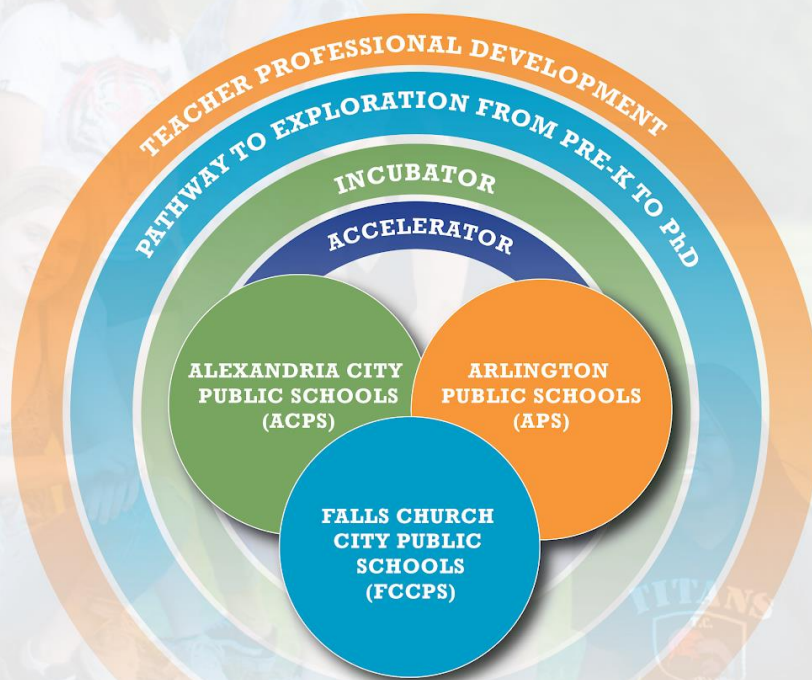 TEACHER PROFESSIONAL DEVELOPMENT
PATHWAY TO EXPLORATION FROM PRE-K TO PhD
INCUBATOR
ACCELERATOR
ALEXANDRIA CITY
PUBLIC SCHOOLS
(ACPS)
ARLINGTON
PUBLIC SCHOOLS
(APS)
FALLS CHURCH
CITY PUBLIC
SCHOOLS
(FCCPS)
TITANS
T.C.